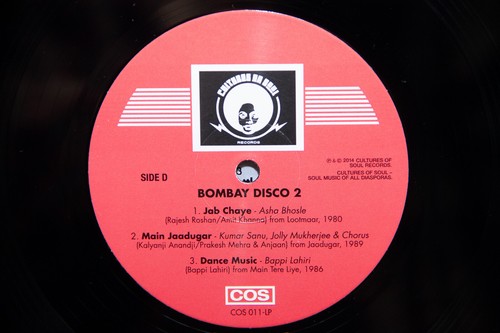 CULTURES OF SOUL
RECORDS
SIDE D
℗ & © 2014 CULTURES OF
SOUL RECORDS.
CULTURES OF SOUL –
SOUL MUSIC OF ALL DIASPORAS.
BOMBAY DISCO 2
1. Jab Chaye - Asha Bhosle
(Rajesh Roshan/Amit Khanna) from Lootmaar, 1980
2. Main Jaadugar - Kumar Sanu, Jolly Mukherjee & Chorus
(Kalyanji Anandji/Prakesh Mehra & Anjaan) from Jaadugar, 1989
3. Dance Music - Bappi Lahiri
(Bappi Lahiri) from Main Tere Liye, 1986
COS
COS 011-LP